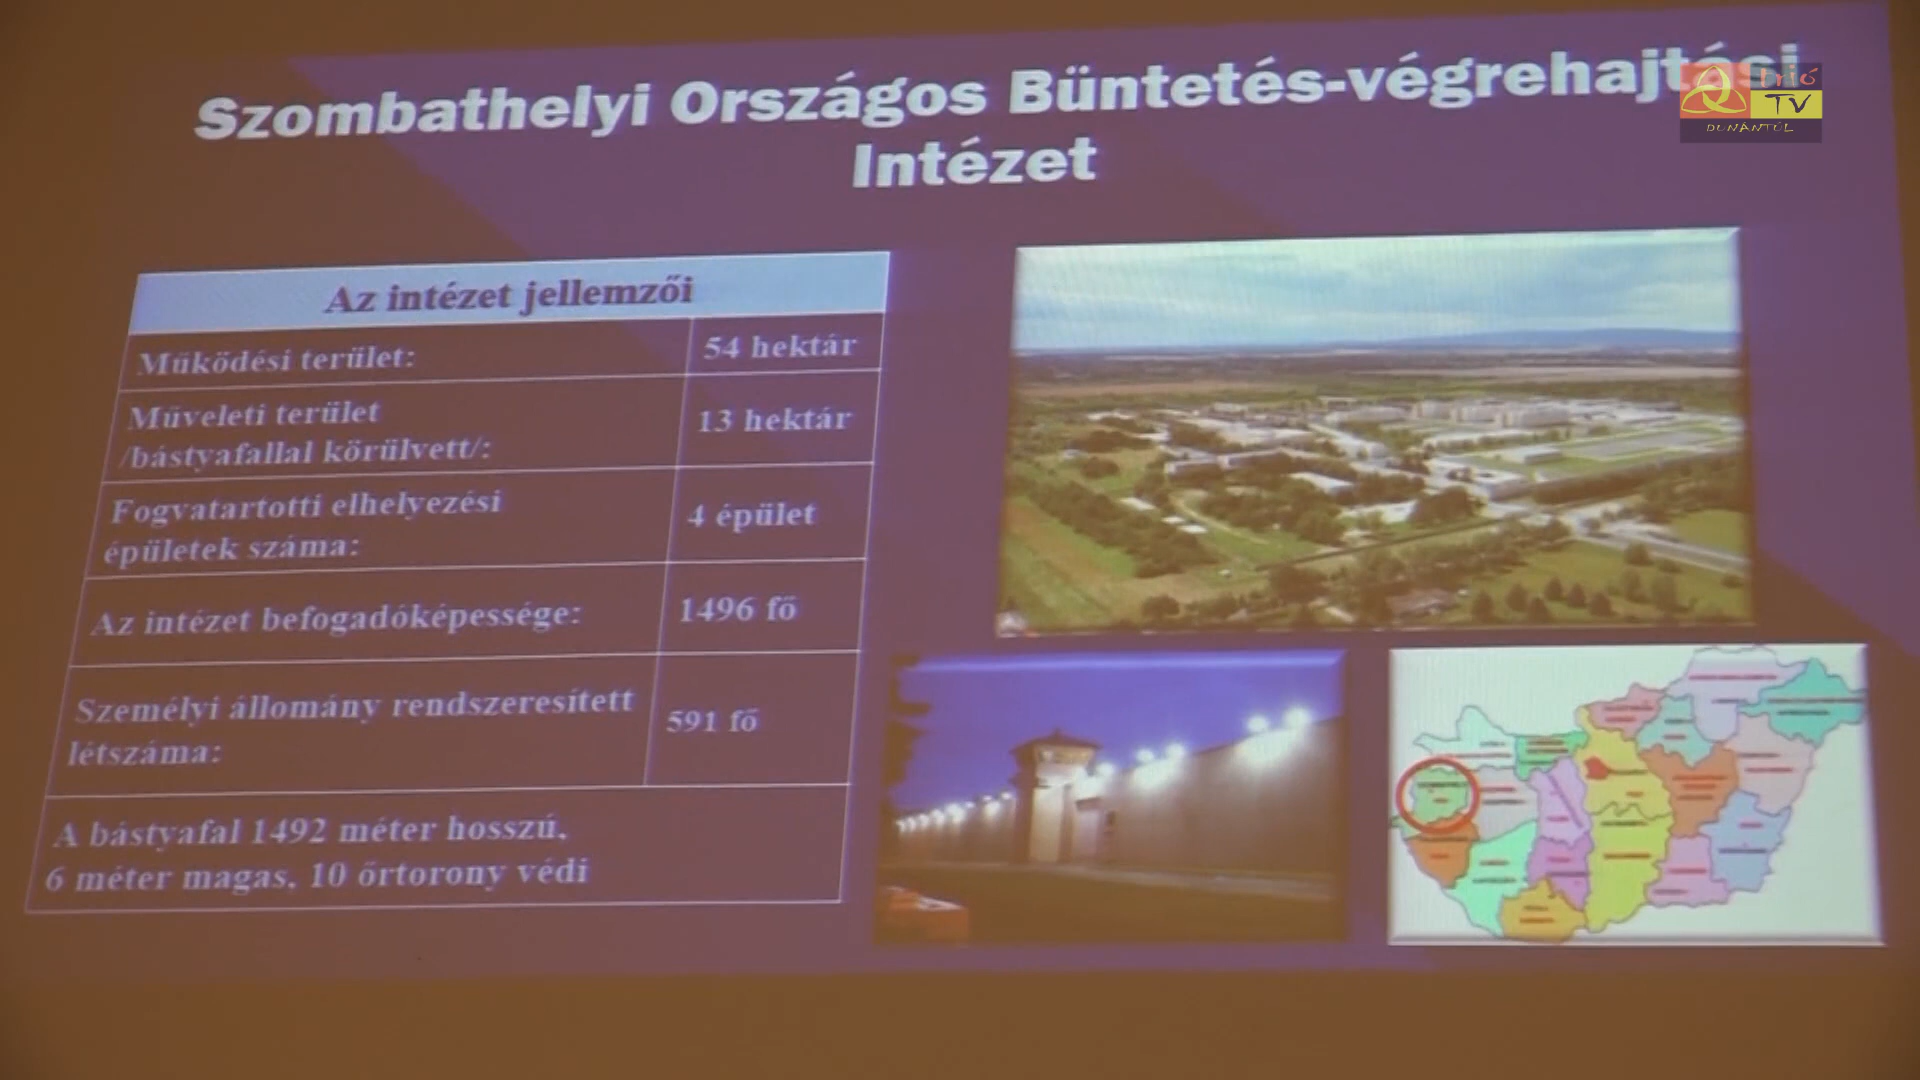 Szombathelyi Országos Büntetés-végrehajtási
Intézet
Trió
TV
DUNÁNTÚL
Az intézet jellemzői
Működési terület:
54 hektár
Műveleti terület
/bástyafallal körülvett/:
13 hektár
Fogvatartotti elhelyezési
épületek száma:
4 épület
Az intézet befogadóképessége:
1496 fő
Személyi állomány rendszeresített
létszáma:
591 fő
A bástyafal 1492 méter hosszú,
6 méter magas, 10 őrtorony védi